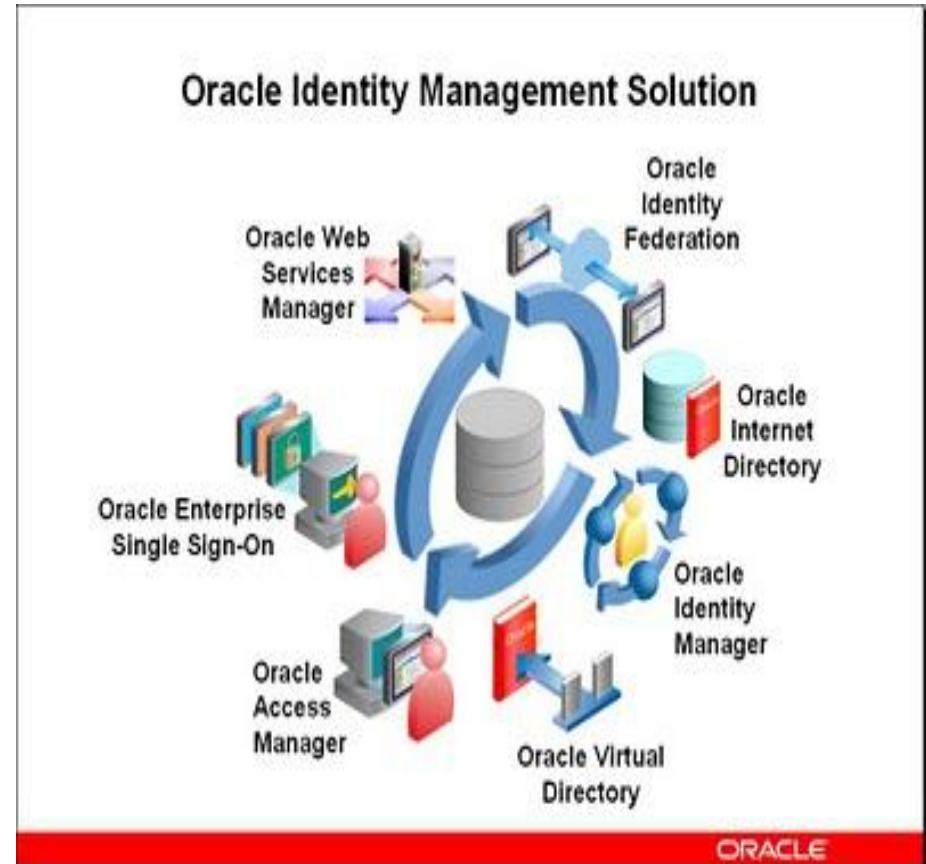 Oracle Identity Management Solution
Oracle
Identity
Federation
Oracle Web
Services
Manager
Oracle
Internet
Directory
Oracle Enterprise
Single Sign-On
Oracle
Identity
Manager
Oracle
Access
Manager
Oracle Virtual
Directory
ORACLE